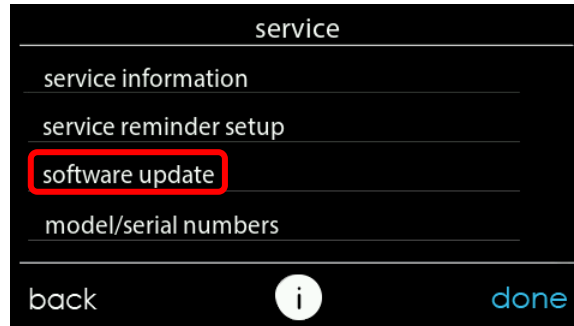 service
service information
service reminder setup
software update
model/serial numbers
back i done